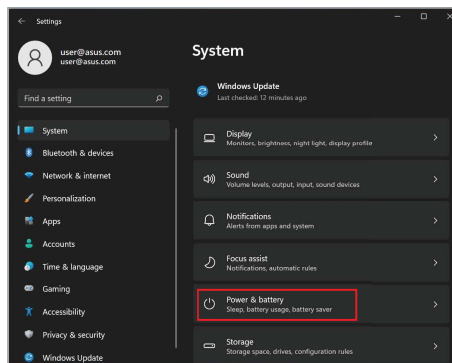 Settings
user@asus.com
user@asus.com
Find a setting
System
Bluetooth & devices
Network & internet
Personalization
Apps
Accounts
Time & language
Gaming
Accessibility
Privacy & security
Windows Update
System
Windows Update
Last checked: 12 minutes ago
Display
Monitors, brightness, night light, display profile
Sound
Volume levels, output, input, sound devices
Notifications
Alerts from apps and system
Focus assist
Notifications, automatic rules
Power & battery
Sleep, battery usage, battery saver
Storage
Storage space, drives, configuration rules